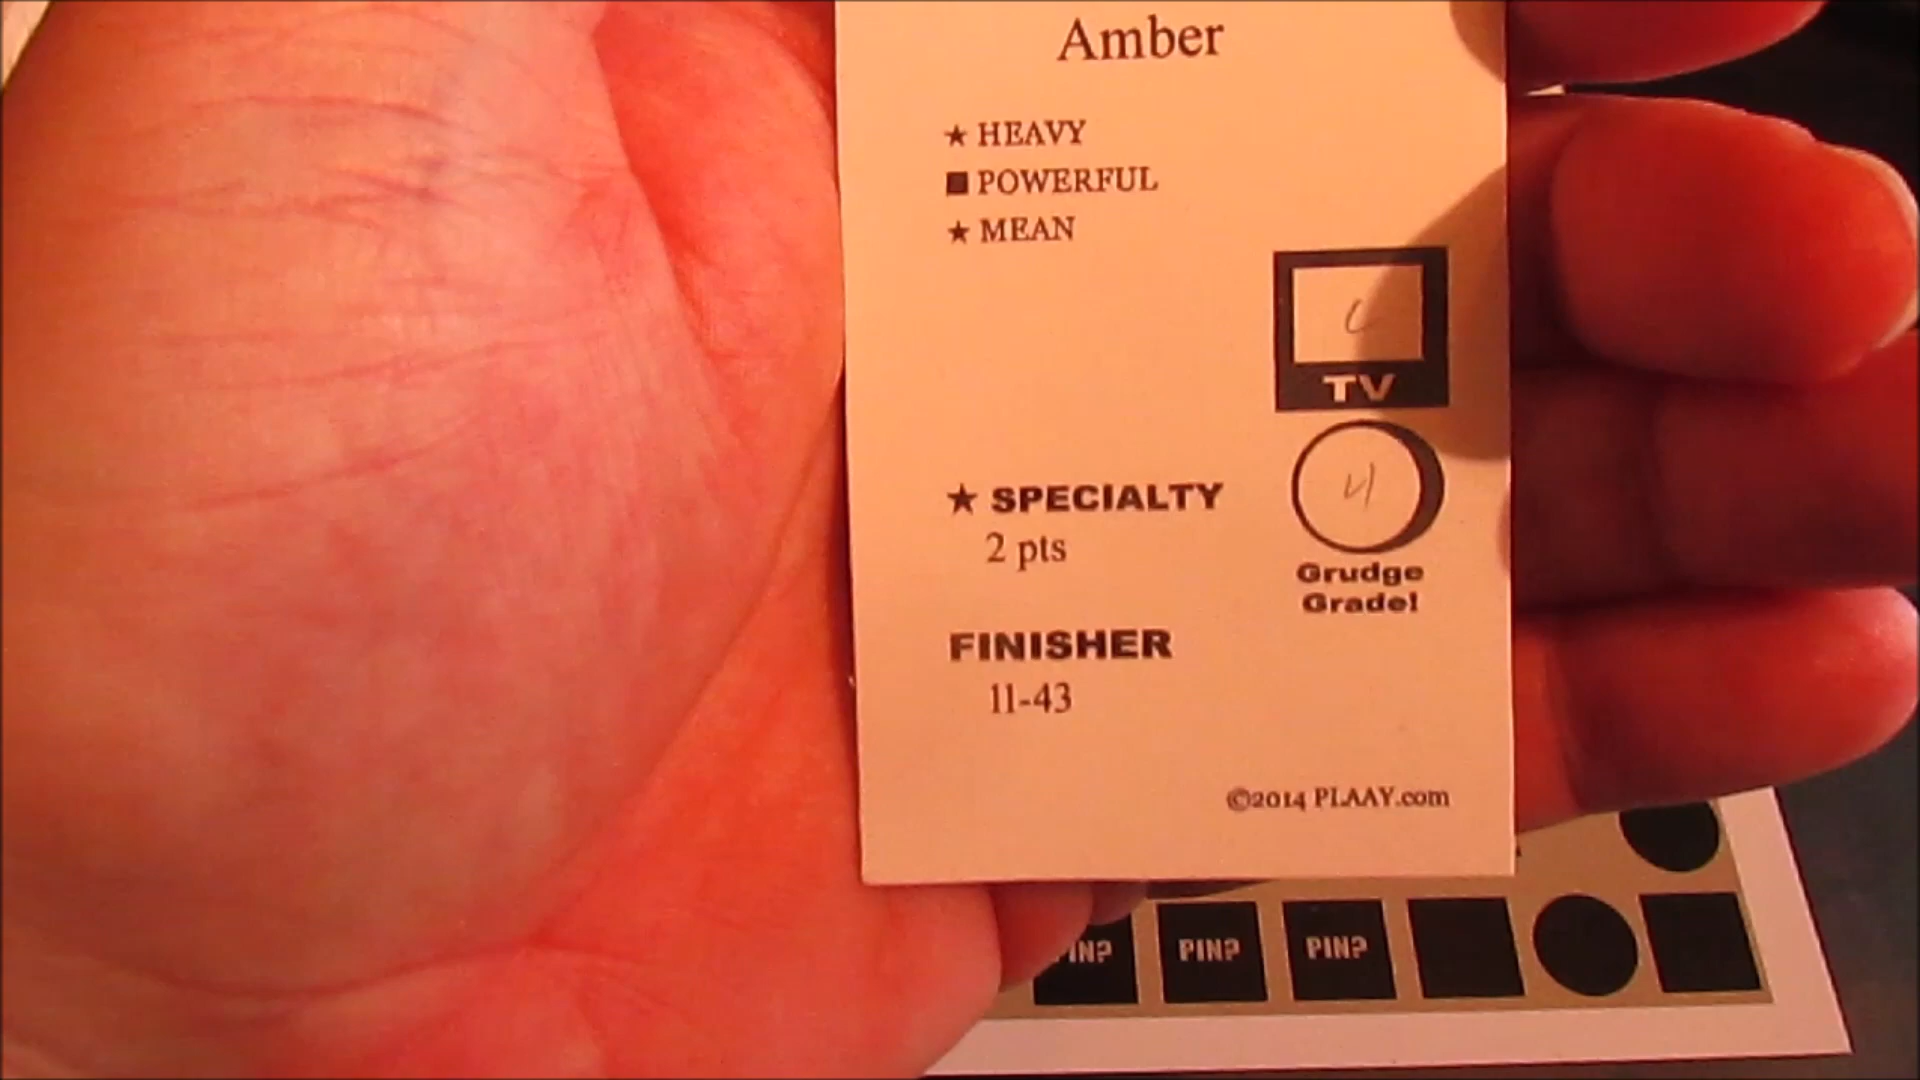 Amber
★ HEAVY
■ POWERFUL
★ MEAN
TV
★ SPECIALTY
2 pts
4
Grudge
Grade!
FINISHER
11-43
©2014 PLAAY.com
PIN?
PIN?